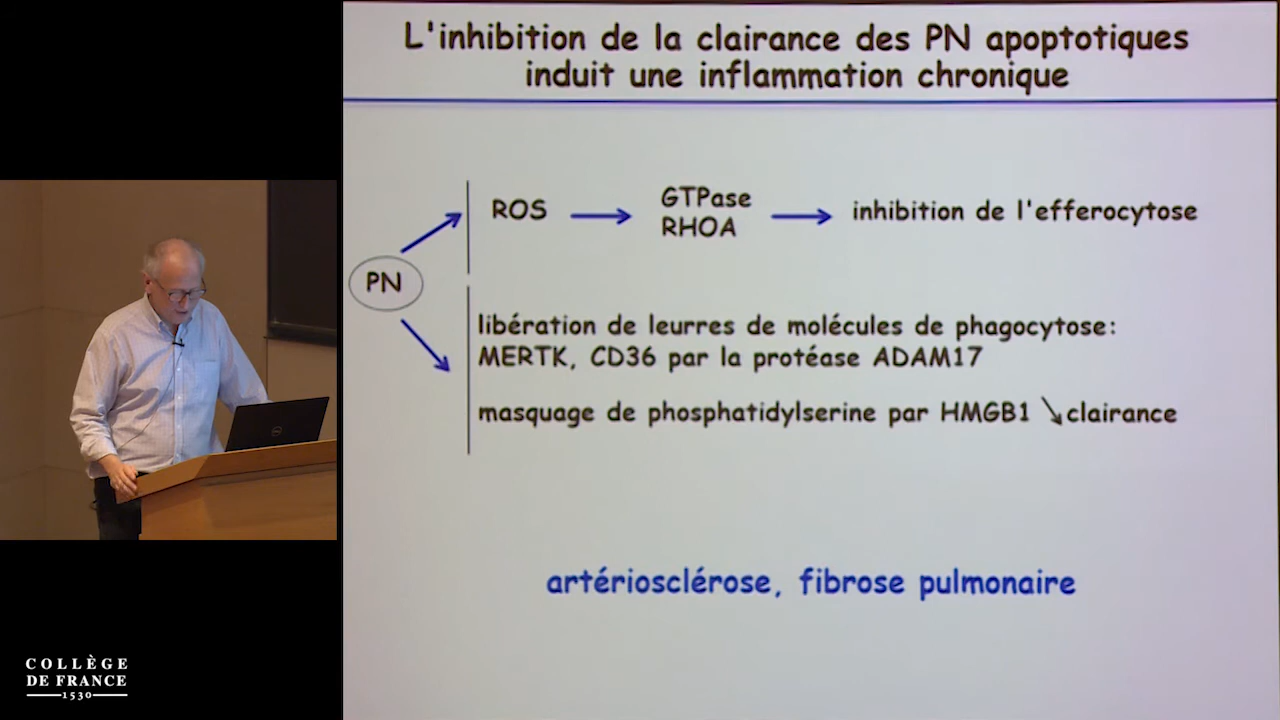 L'inhibition de la clairance des PN apoptotiques
induit une inflammation chronique
ROS
GTPase
RHOA
inhibition de l'efferocytose
PN
libération de leurres de molécules de phagocytose:
MERTK, CD36 par la protéase ADAM17
masquage de phosphatidylserine par HMGB1 ↘clairance
artériosclérose, fibrose pulmonaire
COLLÈGE
DE FRANCE
1530